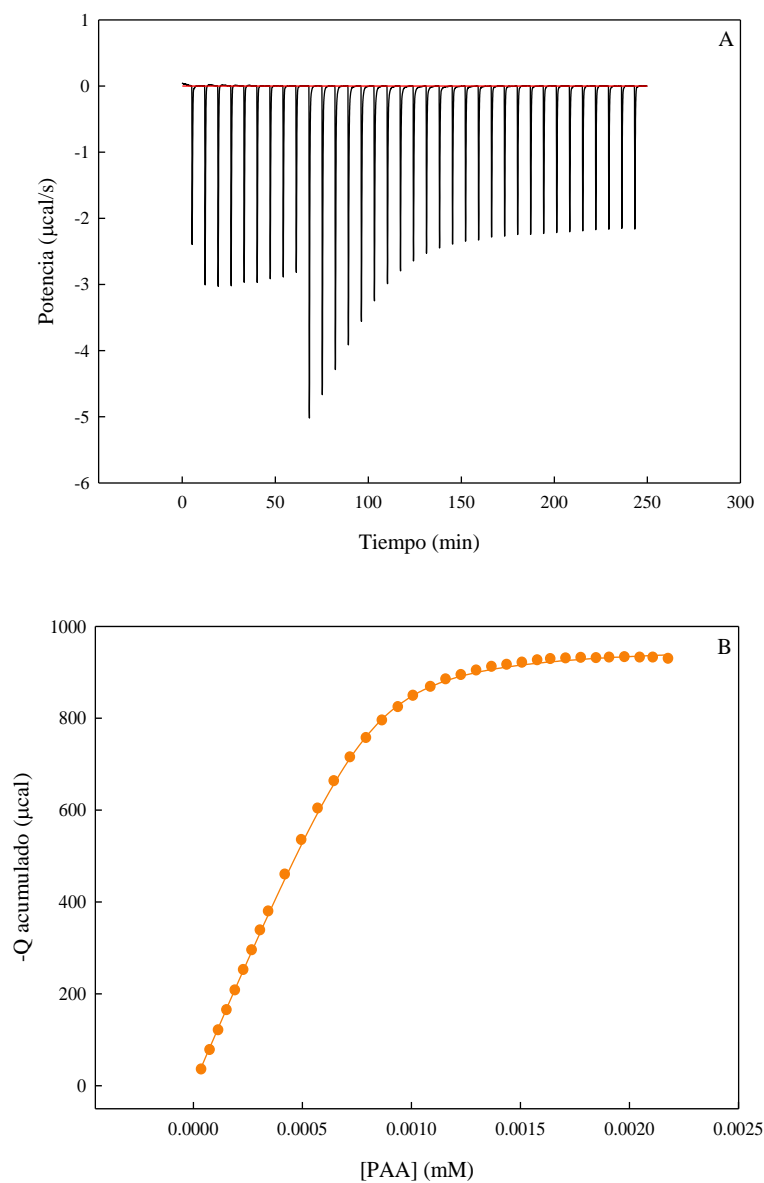 A
1
0
-1
-2
-3
-4
-5
-6
Potencia (μcal/s)
0 50 100 150 200 250 300
Tiempo (min)
B
1000
800
600
400
200
0
-Q acumulado (μcal)
0.0000 0.0005 0.0010 0.0015 0.0020 0.0025
[PAA] (mM)